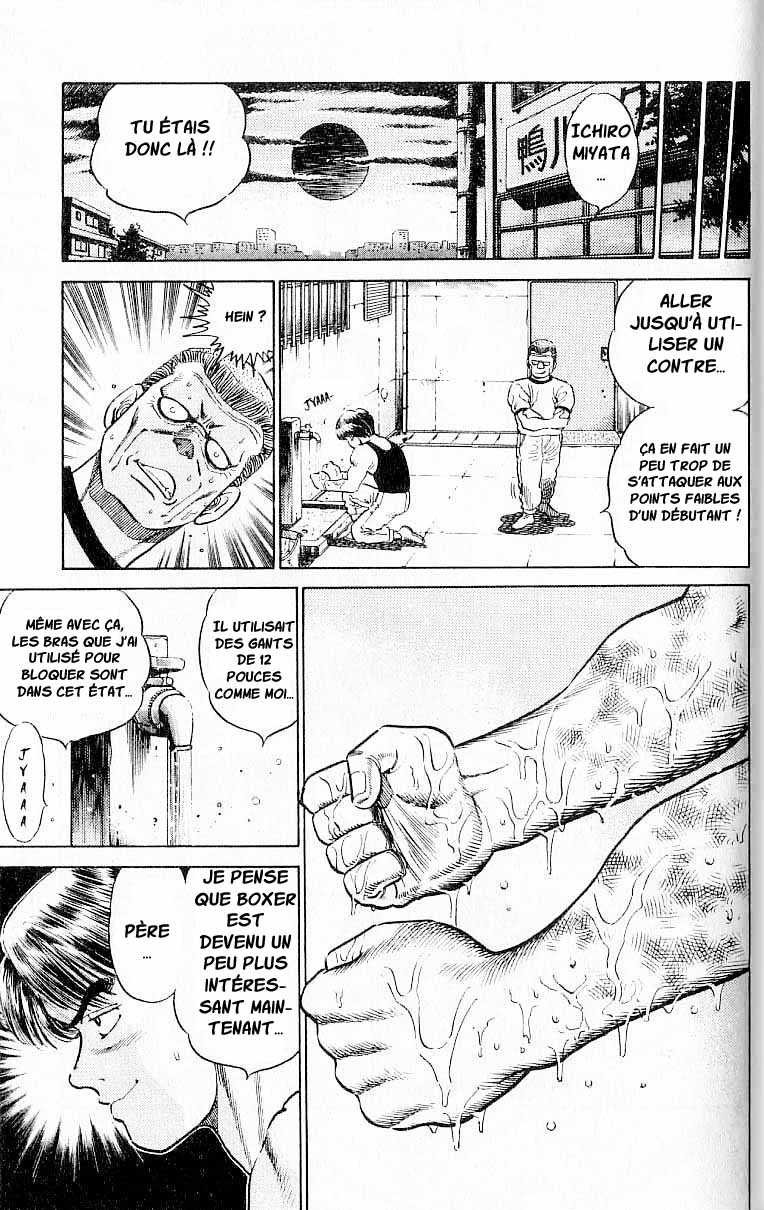 ICHIRO
MIYATA
...
鴨川
TU ÉTAIS
DONC LÀ !!
ALLER
JUSQU'À UTI-
LISER UN
CONTRE...
ÇA EN FAIT UN
PEU TROP DE
S'ATTAQUER AUX
POINTS FAIBLES
D'UN DÉBUTANT !
JYAAA-
HEIN ?
IL UTILISAIT
DES GANTS
DE 12
POUCES
COMME MOI...
MÊME AVEC ÇA,
LES BRAS QUE J'AI
UTILISÉ POUR
BLOQUER SONT
DANS CET ÉTAT...
JYAAA
JE PENSE
QUE BOXER
EST
DEVENU UN
PEU PLUS
INTÉRES-
SANT MAIN-
TENANT...
PÈRE
...